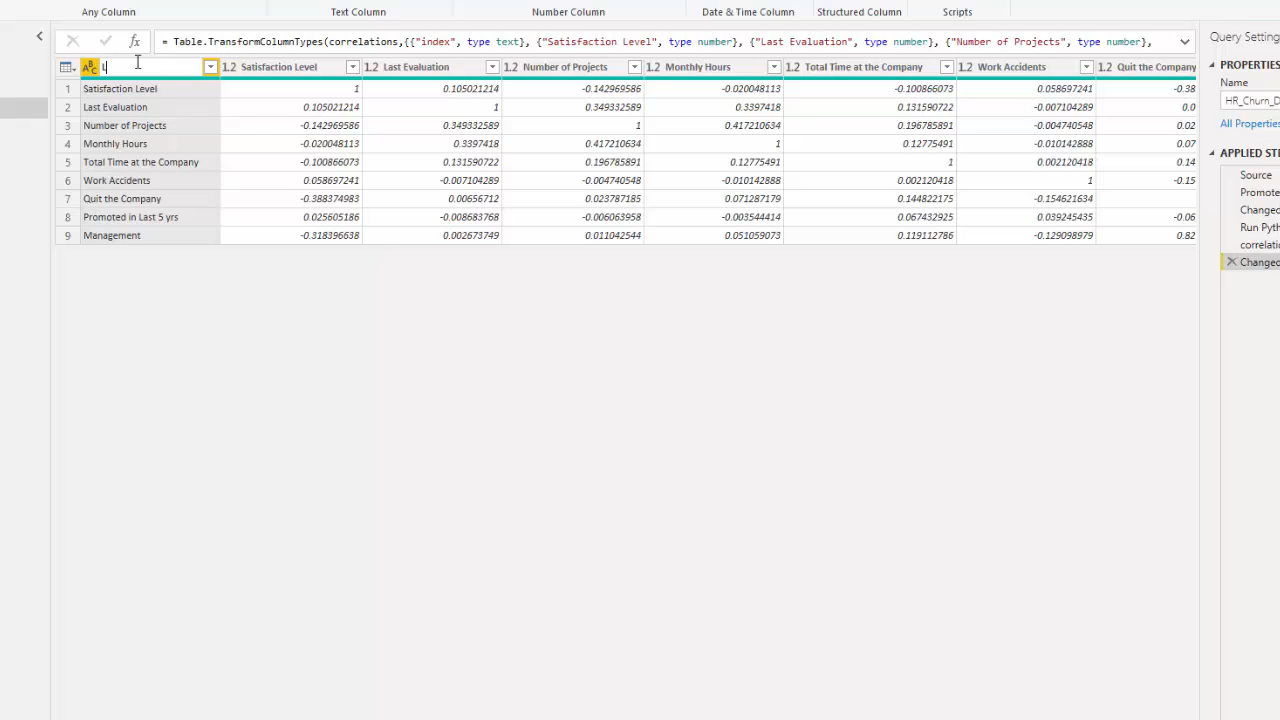 Any Column Text Column Number Column Date & Time Column Structured Column Scripts
fx = Table.TransformColumnTypes(correlations,{{"index", type text}, {"Satisfaction Level", type number}, {"Last Evaluation", type number}, {"Number of Projects", type number},
Query Setting
ABC L 1.2 Satisfaction Level 1.2 Last Evaluation 1.2 Number of Projects 1.2 Monthly Hours 1.2 Total Time at the Company 1.2 Work Accidents 1.2 Quit the Company
1 Satisfaction Level 1 0.105021214 -0.142969586 -0.020048113 -0.100866073 0.058697241 -0.38
2 Last Evaluation 0.105021214 1 0.349332589 0.3397418 0.131590722 -0.007104289 0.0
3 Number of Projects -0.142969586 0.349332589 1 0.417210634 0.196785891 -0.004740548 0.02
4 Monthly Hours -0.020048113 0.3397418 0.417210634 1 0.12775491 -0.010142888 0.07
5 Total Time at the Company -0.100866073 0.131590722 0.196785891 0.12775491 1 0.002120418 0.14
6 Work Accidents 0.058697241 -0.007104289 -0.004740548 -0.010142888 0.002120418 1 -0.15
7 Quit the Company -0.388374983 0.00656712 0.023787185 0.071287179 0.144822175 -0.154621634
8 Promoted in Last 5 yrs 0.025605186 -0.008683768 -0.006063958 -0.003544414 0.067432925 0.039245435 -0.06
9 Management -0.318396638 0.002673749 0.011042544 0.051059073 0.119112786 -0.129098979 0.82
PROPERTIES
Name
HR_Churn_D
All Properties
APPLIED STE
Source
Promote
Changed
Run Pyth
correlatio
Changed